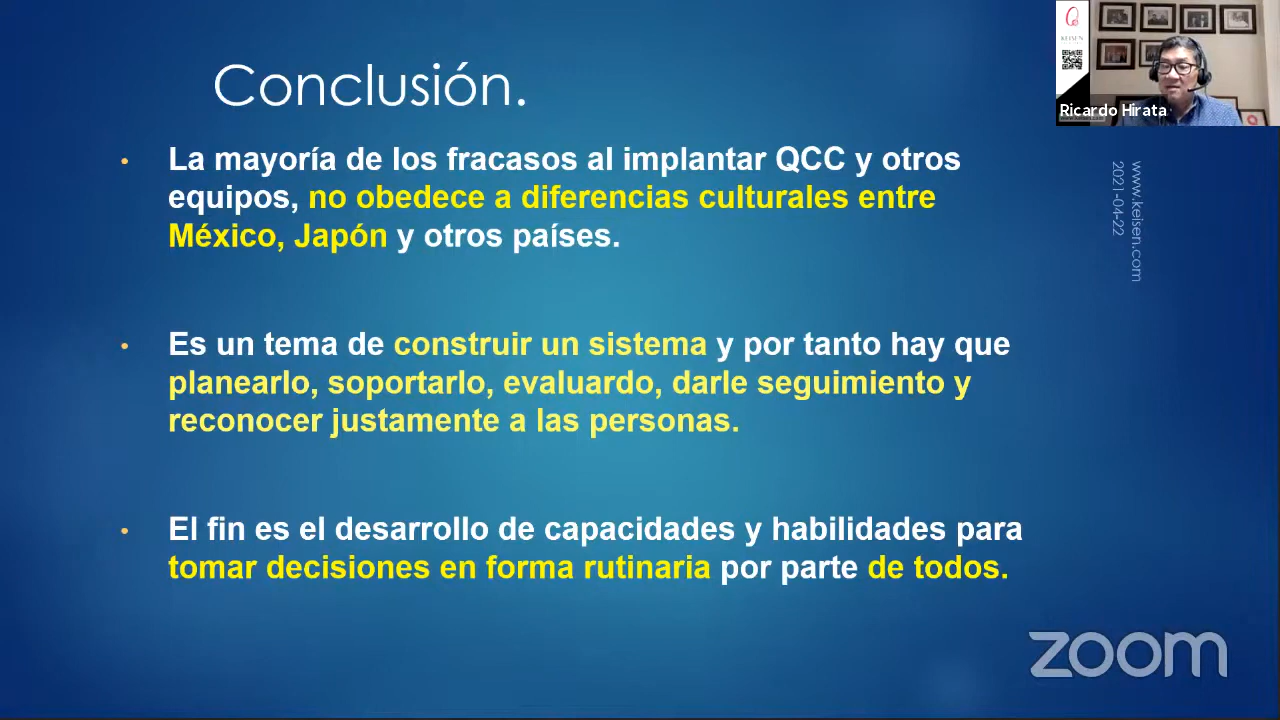 Conclusión.
• La mayoría de los fracasos al implantar QCC y otros
equipos, no obedece a diferencias culturales entre
México, Japón y otros países.
• Es un tema de construir un sistema y por tanto hay que
planearlo, soportarlo, evaluardo, darle seguimiento y
reconocer justamente a las personas.
• El fin es el desarrollo de capacidades y habilidades para
tomar decisiones en forma rutinaria por parte de todos.
KEISEN
Ricardo Hirata
www.keisen.com
2021-04-22
zoom